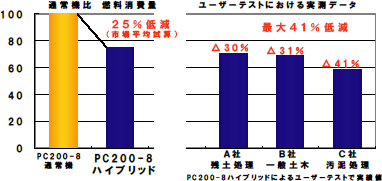 通常機比 燃料消費量
25%低減
(市場平均試算)
100
80
60
40
20
0
PC200-8
通常機
PC200-8
ハイブリッド
ユーザーテストにおける実測データ
最大41%低減
△30%
△31%
△41%
A社
残土処理
B社
一般土木
C社
汚泥処理
PC200-8ハイブリッドによるユーザーテストで実績値